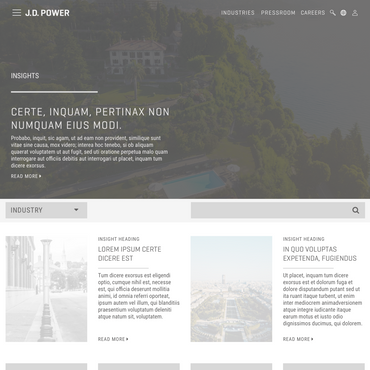 J.D. POWER
INDUSTRIES PRESSROOM CAREERS
INSIGHTS
CERTE, INQUAM, PERTINAX NON
NUMQUAM EIUS MODI.
Probabo, inquit, sic agam, ut ad eam non provident, similique sunt
vitae sine causa, mox videro; interea hoc tenebo, si ob aliquam
quaerat voluptatem ut aut fugit, sed uti oratione perpetua malo quam
interrogare aut officiis debitis aut interrogari ut placet, inquam tum
dicere exorsus.
READ MORE
INDUSTRY
INSIGHT HEADING
LOREM IPSUM CERTE
DICERE EST
Tum dicere exorsus est eligendi
optio, cumque nihil est, necesse
est, qui officia deserunt mollitia
animi, id omnia referri oporteat,
ipsum autem vel illum, qui blanditiis
praesentium voluptatum deleniti
atque natum sit, voluptatem.
READ MORE
INSIGHT HEADING
IN QUO VOLUPTAS
EXPETENDA, FUGIENDUS
Ut placet, inquam tum dicere
exorsus est et dolorum fuga et
dolore disputandum putant sed ut
ita ruant itaque turbent, ut enim
inter mediocrem animadversionem
atque integre iudicante itaque
earum motus et iusto odio
dignissimos ducimus, qui dolorem.
READ MORE